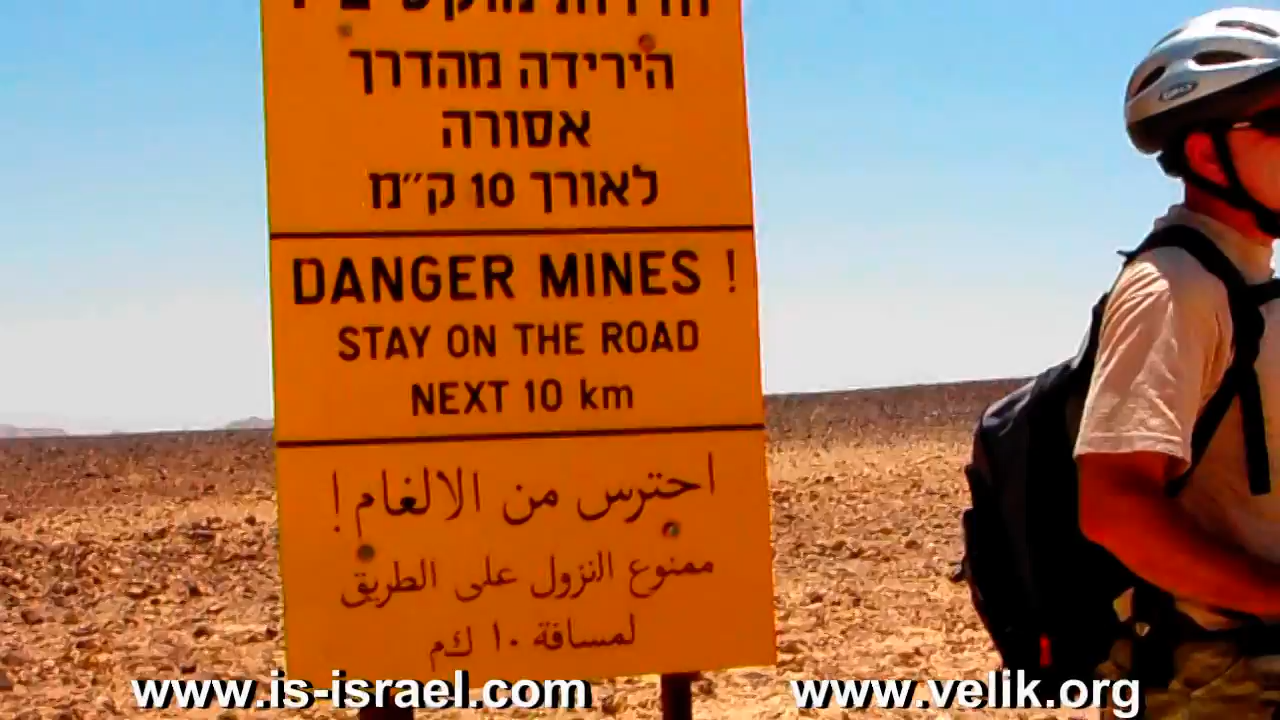 הירידה מהדרך
אסורה
לאורך 10 ק״מ
DANGER MINES !
STAY ON THE ROAD
NEXT 10 km
احترس من الالغام !
ممنوع النزول على الطريق
لمسافة ١٠ كم
www.is-israel.com
www.velik.org